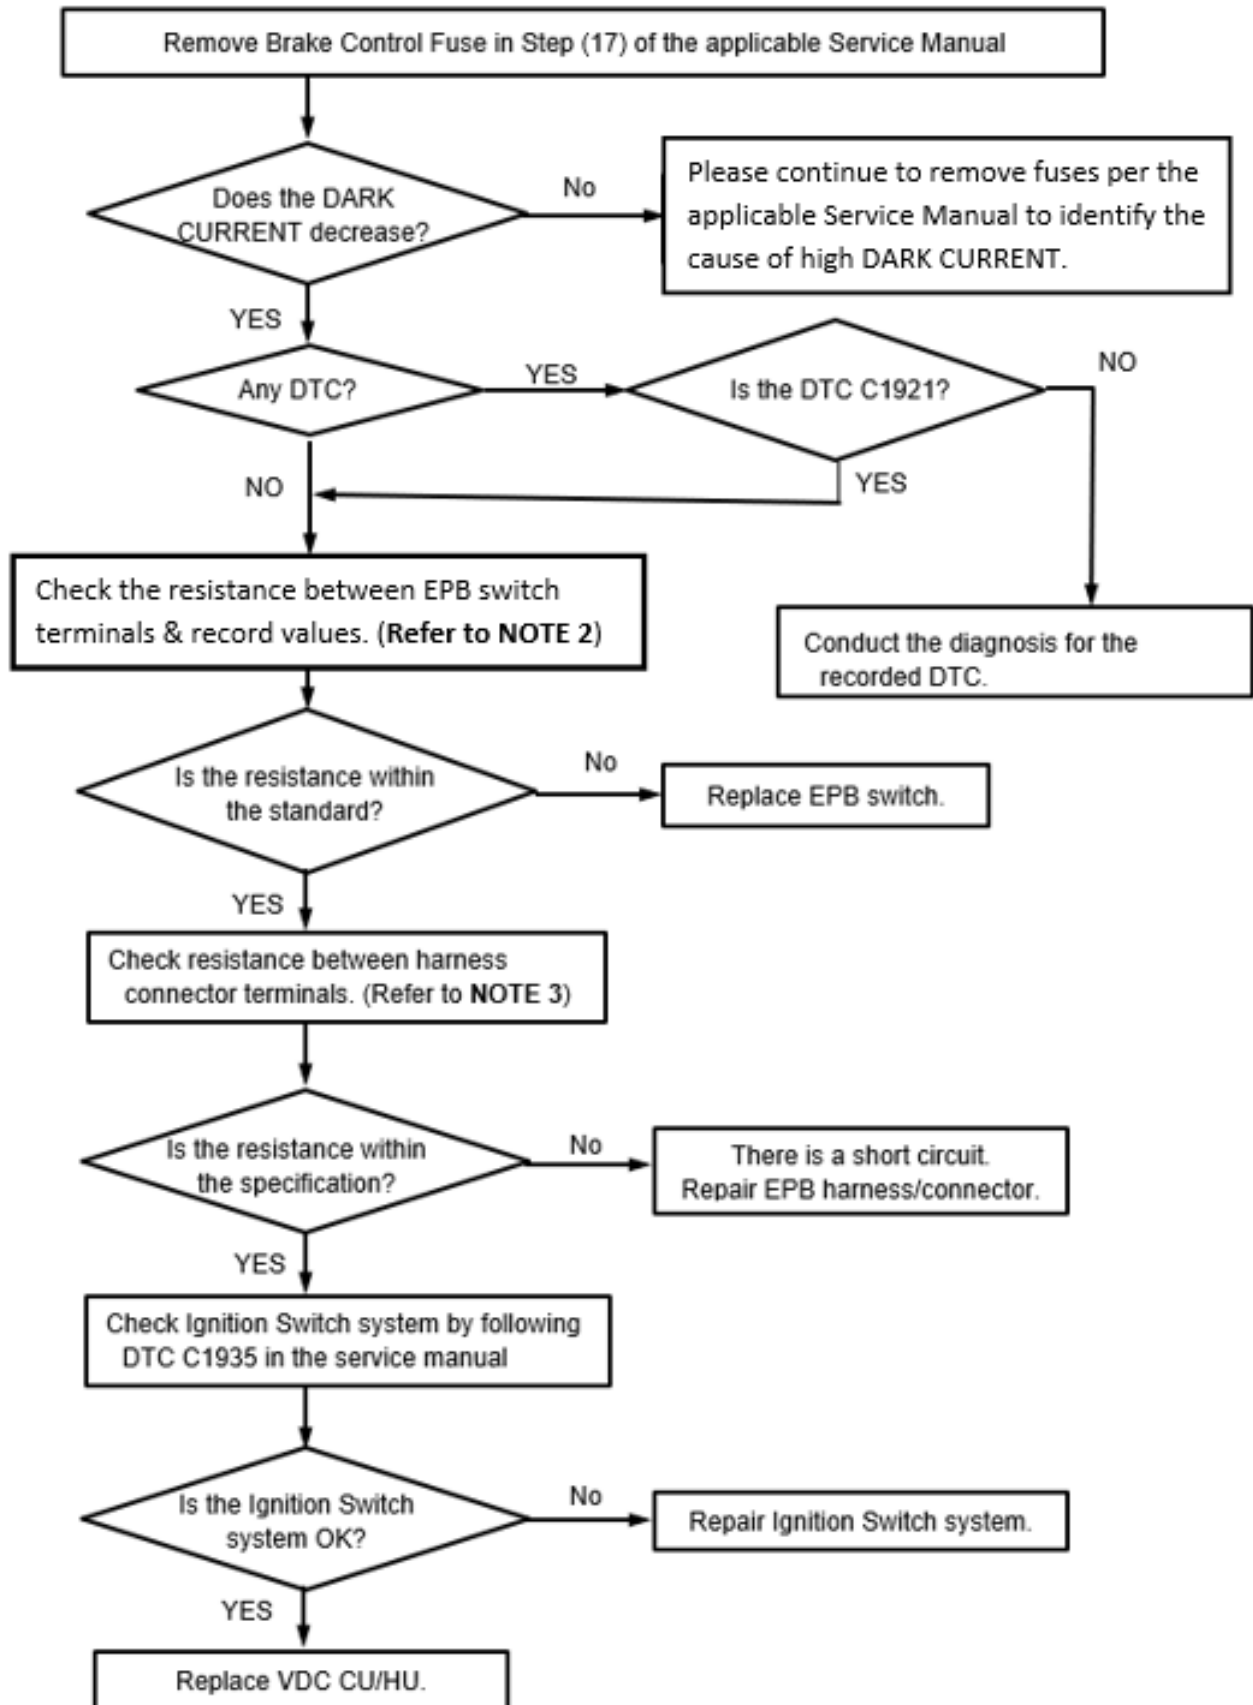 Remove Brake Control Fuse in Step (17) of the applicable Service Manual
Does the DARK
CURRENT decrease?
No
Please continue to remove fuses per the
applicable Service Manual to identify the
cause of high DARK CURRENT.
YES
Any DTC?
YES
Is the DTC C1921?
NO
NO
YES
Check the resistance between EPB switch
terminals & record values. (Refer to NOTE 2)
Conduct the diagnosis for the
recorded DTC.
Is the resistance within
the standard?
No
Replace EPB switch.
YES
Check resistance between harness
connector terminals. (Refer to NOTE 3)
Is the resistance within
the specification?
No
There is a short circuit.
Repair EPB harness/connector.
YES
Check Ignition Switch system by following
DTC C1935 in the service manual
Is the Ignition Switch
system OK?
No
Repair Ignition Switch system.
YES
Replace VDC CU/HU.